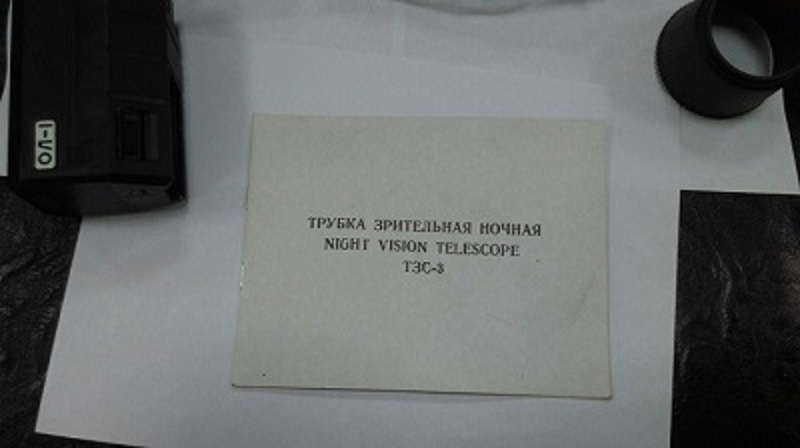 ТРУБКА ЗРИТЕЛЬНАЯ НОЧНАЯ
NIGHT VISION TELESCOPE
ТЗС-3